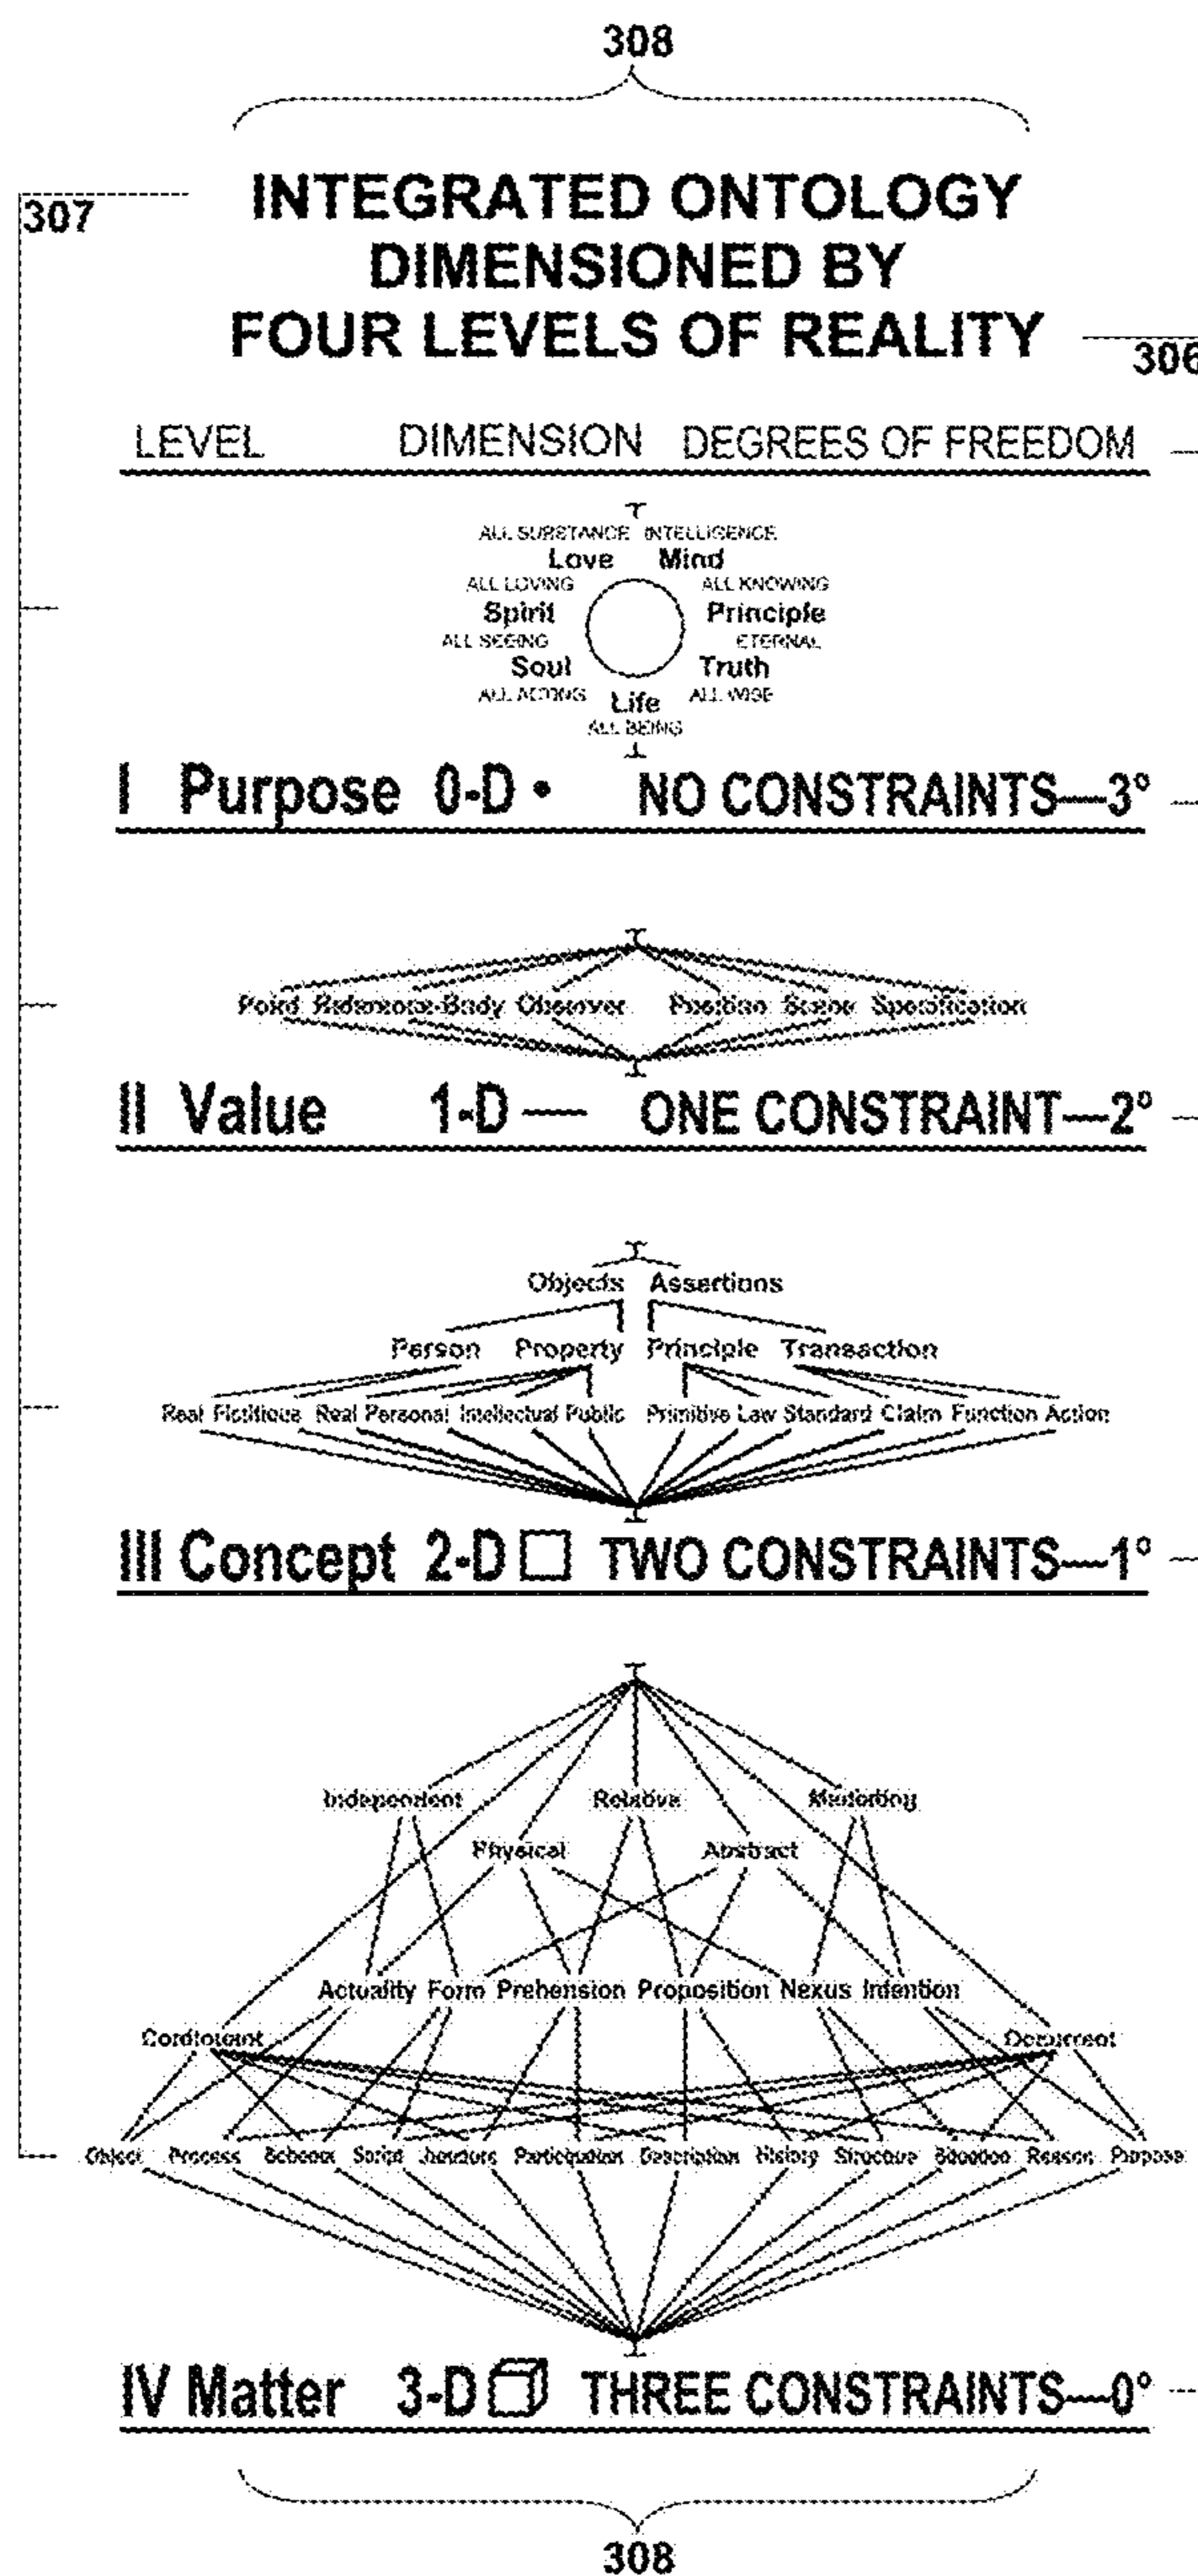 308
307
INTEGRATED ONTOLOGY
DIMENSIONED BY
FOUR LEVELS OF REALITY
306
LEVEL DIMENSION DEGREES OF FREEDOM
T
ALL SUBSTANCE INTELLIGENCE
Love Mind
ALL LOVING ALL KNOWING
Spirit Principle
ALL SEEING ETERNAL
Soul Truth
ALL ACTING Life ALL WISE
ALL BEING
⊥
I Purpose 0-D • NO CONSTRAINTS—3°
T
Point Reference-Body Observer Position Scene Specification
⊥
II Value 1-D — ONE CONSTRAINT—2°
T
Objects Assertions
Person Property Principle Transaction
Real Fictitious Real Personal Intellectual Public Primitive Law Standard Claim Function Action
⊥
III Concept 2-D □ TWO CONSTRAINTS—1°
T
Independent Relative Mediating
Physical Abstract
Actuality Form Prehension Proposition Nexus Intention
Continuant Occurrent
Object Process Schema Script Juncture Participation Description History Structure Situation Reason Purpose
⊥
IV Matter 3-D THREE CONSTRAINTS—0°
308